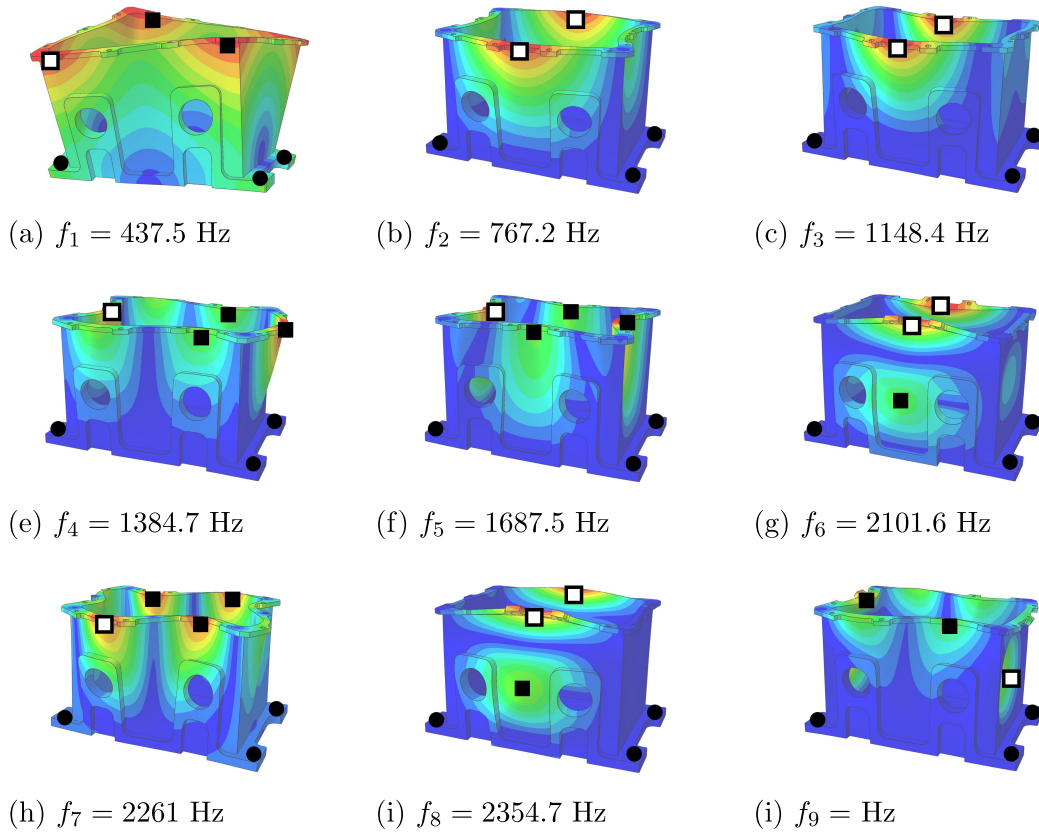 (a) f₁ = 437.5 Hz
(b) f₂ = 767.2 Hz
(c) f₃ = 1148.4 Hz
(e) f₄ = 1384.7 Hz
(f) f₅ = 1687.5 Hz
(g) f₆ = 2101.6 Hz
(h) f₇ = 2261 Hz
(i) f₈ = 2354.7 Hz
(i) f₉ = Hz